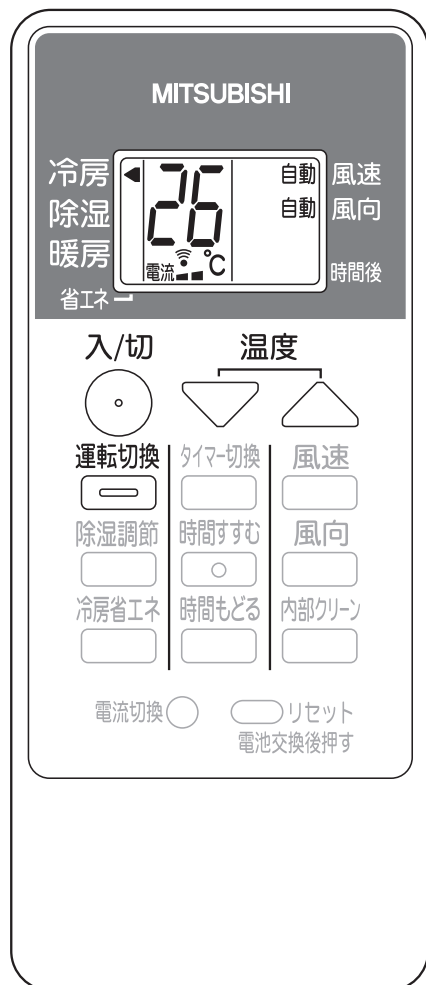 MITSUBISHI
冷房 26 自動 風速
除湿 自動 風向
暖房 電流 ℃ 時間後
省エネ
入/切 温度
運転切換 タイマー切換 風速
除湿調節 時間すすむ 風向
冷房省エネ 時間もどる 内部クリーン
電流切換 リセット
電池交換後押す